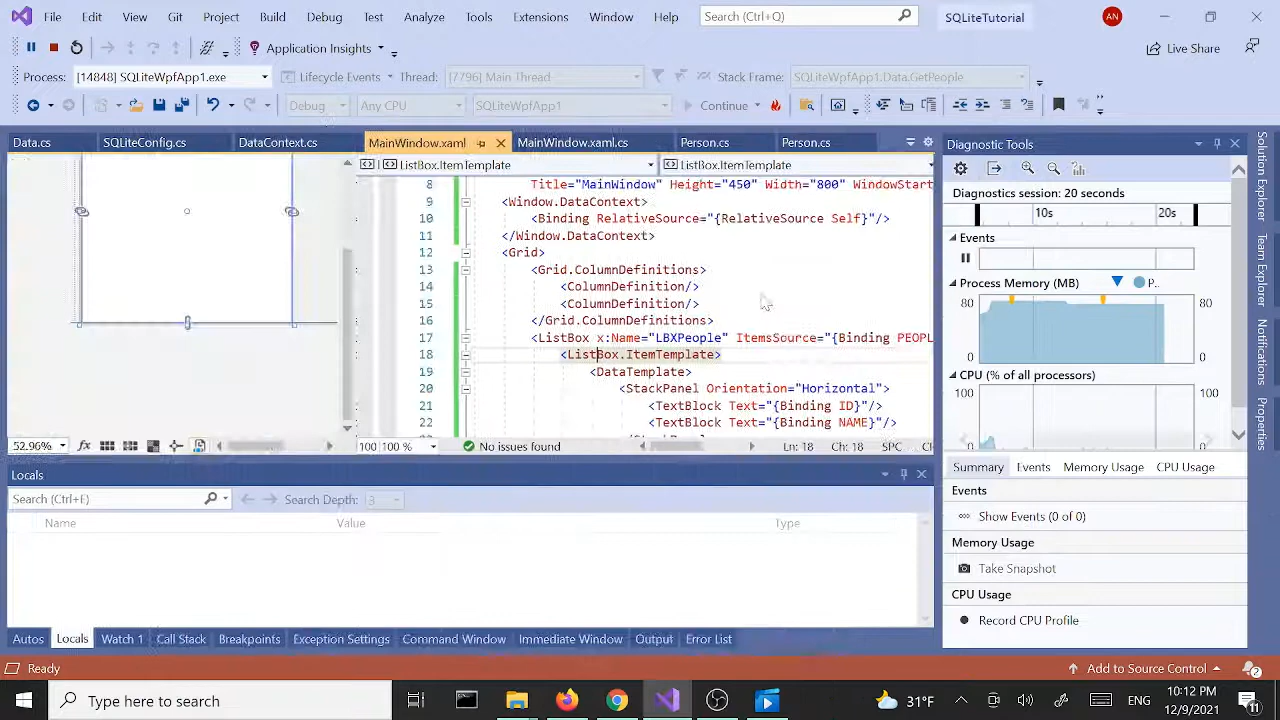 File Edit View Git Project Build Debug Test Analyze Tools Extensions Window Help Search (Ctrl+Q) SQLiteTutorial AN
Application Insights Live Share
Process: [14848] SQLiteWpfApp1.exe Lifecycle Events Thread: [7796] Main Thread Stack Frame: SQLiteWpfApp1.Data.GetPeople
Debug Any CPU SQLiteWpfApp1 Continue
Data.cs SQLiteConfig.cs DataContext.cs MainWindow.xaml MainWindow.xaml.cs Person.cs Person.cs Diagnostic Tools
ListBox.ItemTemplate ListBox.ItemTemplate
8 Title="MainWindow" Height="450" Width="800" WindowStart
9 <Window.DataContext>
10 <Binding RelativeSource="{RelativeSource Self}"/>
11 </Window.DataContext>
12 <Grid>
13 <Grid.ColumnDefinitions>
14 <ColumnDefinition/>
15 <ColumnDefinition/>
16 </Grid.ColumnDefinitions>
17 <ListBox x:Name="LBXPeople" ItemsSource="{Binding PEOPL
18 <ListBox.ItemTemplate>
19 <DataTemplate>
20 <StackPanel Orientation="Horizontal">
21 <TextBlock Text="{Binding ID}"/>
22 <TextBlock Text="{Binding NAME}"/>
52.96% 100 100 % No issues found Ln: 18 Ch: 18 SPC
Diagnostics session: 20 seconds
10s 20s
Events
Process Memory (MB) P..
80 80
0 0
CPU (% of all processors)
100 100
0 0
Summary Events Memory Usage CPU Usage
Events
Show Events (0 of 0)
Memory Usage
Take Snapshot
CPU Usage
Record CPU Profile
Solution Explorer
Team Explorer
Notifications
Properties
Locals
Search (Ctrl+E) Search Depth: 3
Name Value Type
Autos Locals Watch 1 Call Stack Breakpoints Exception Settings Command Window Immediate Window Output Error List
Ready Add to Source Control 2
Type here to search 31°F ENG 12/9/2021 11